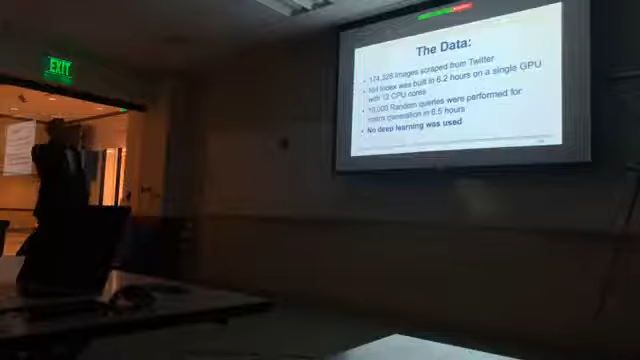 EXIT
The Data:
• 174,328 Images scraped from Twitter
• NN Index was built in 6.2 hours on a single GPU
with 12 CPU cores
• 10,000 Random queries were performed for
metric generation in 6.5 hours
• No deep learning was used